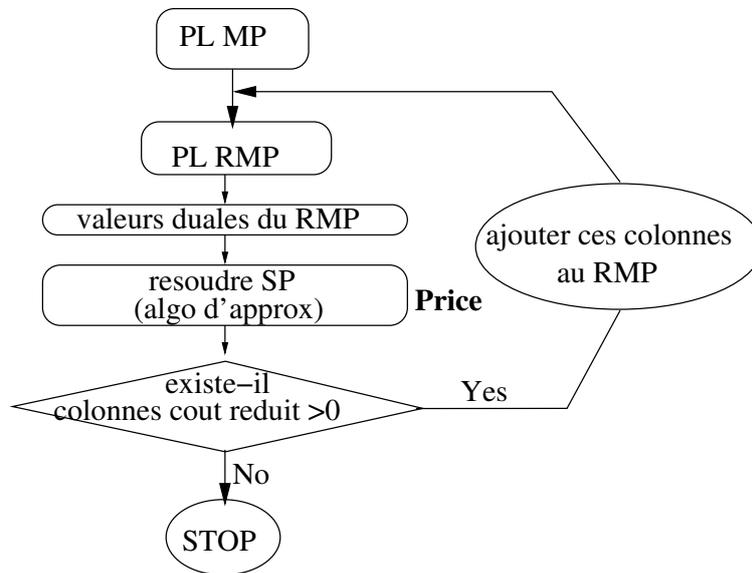 PL MP
PL RMP
valeurs duales du RMP
resoudre SP
(algo d'approx)
Price
existe-il
colonnes cout reduit >0
Yes
ajouter ces colonnes
au RMP
No
STOP